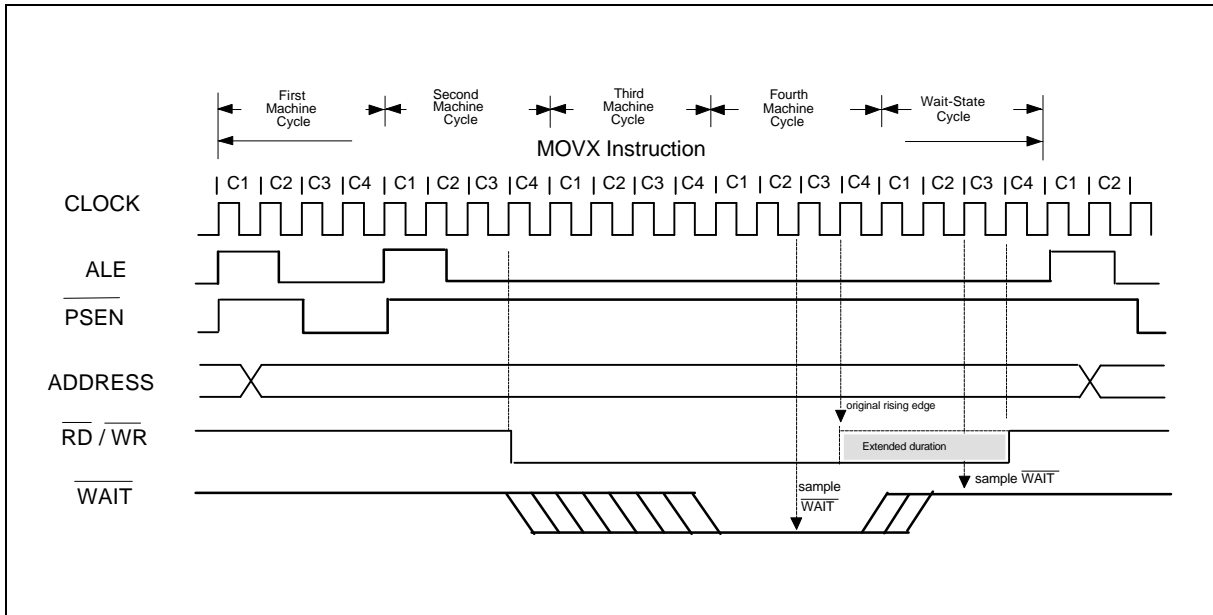 First
Machine
Cycle
Second
Machine
Cycle
Third
Machine
Cycle
Fourth
Machine
Cycle
Wait-State
Cycle
MOVX Instruction
C1 C2 C3 C4 C1 C2 C3 C4 C1 C2 C3 C4 C1 C2 C3 C4 C1 C2 C3 C4 C1 C2
CLOCK
ALE
PSEN
ADDRESS
original rising edge
RD / WR
Extended duration
WAIT
sample
WAIT
sample WAIT